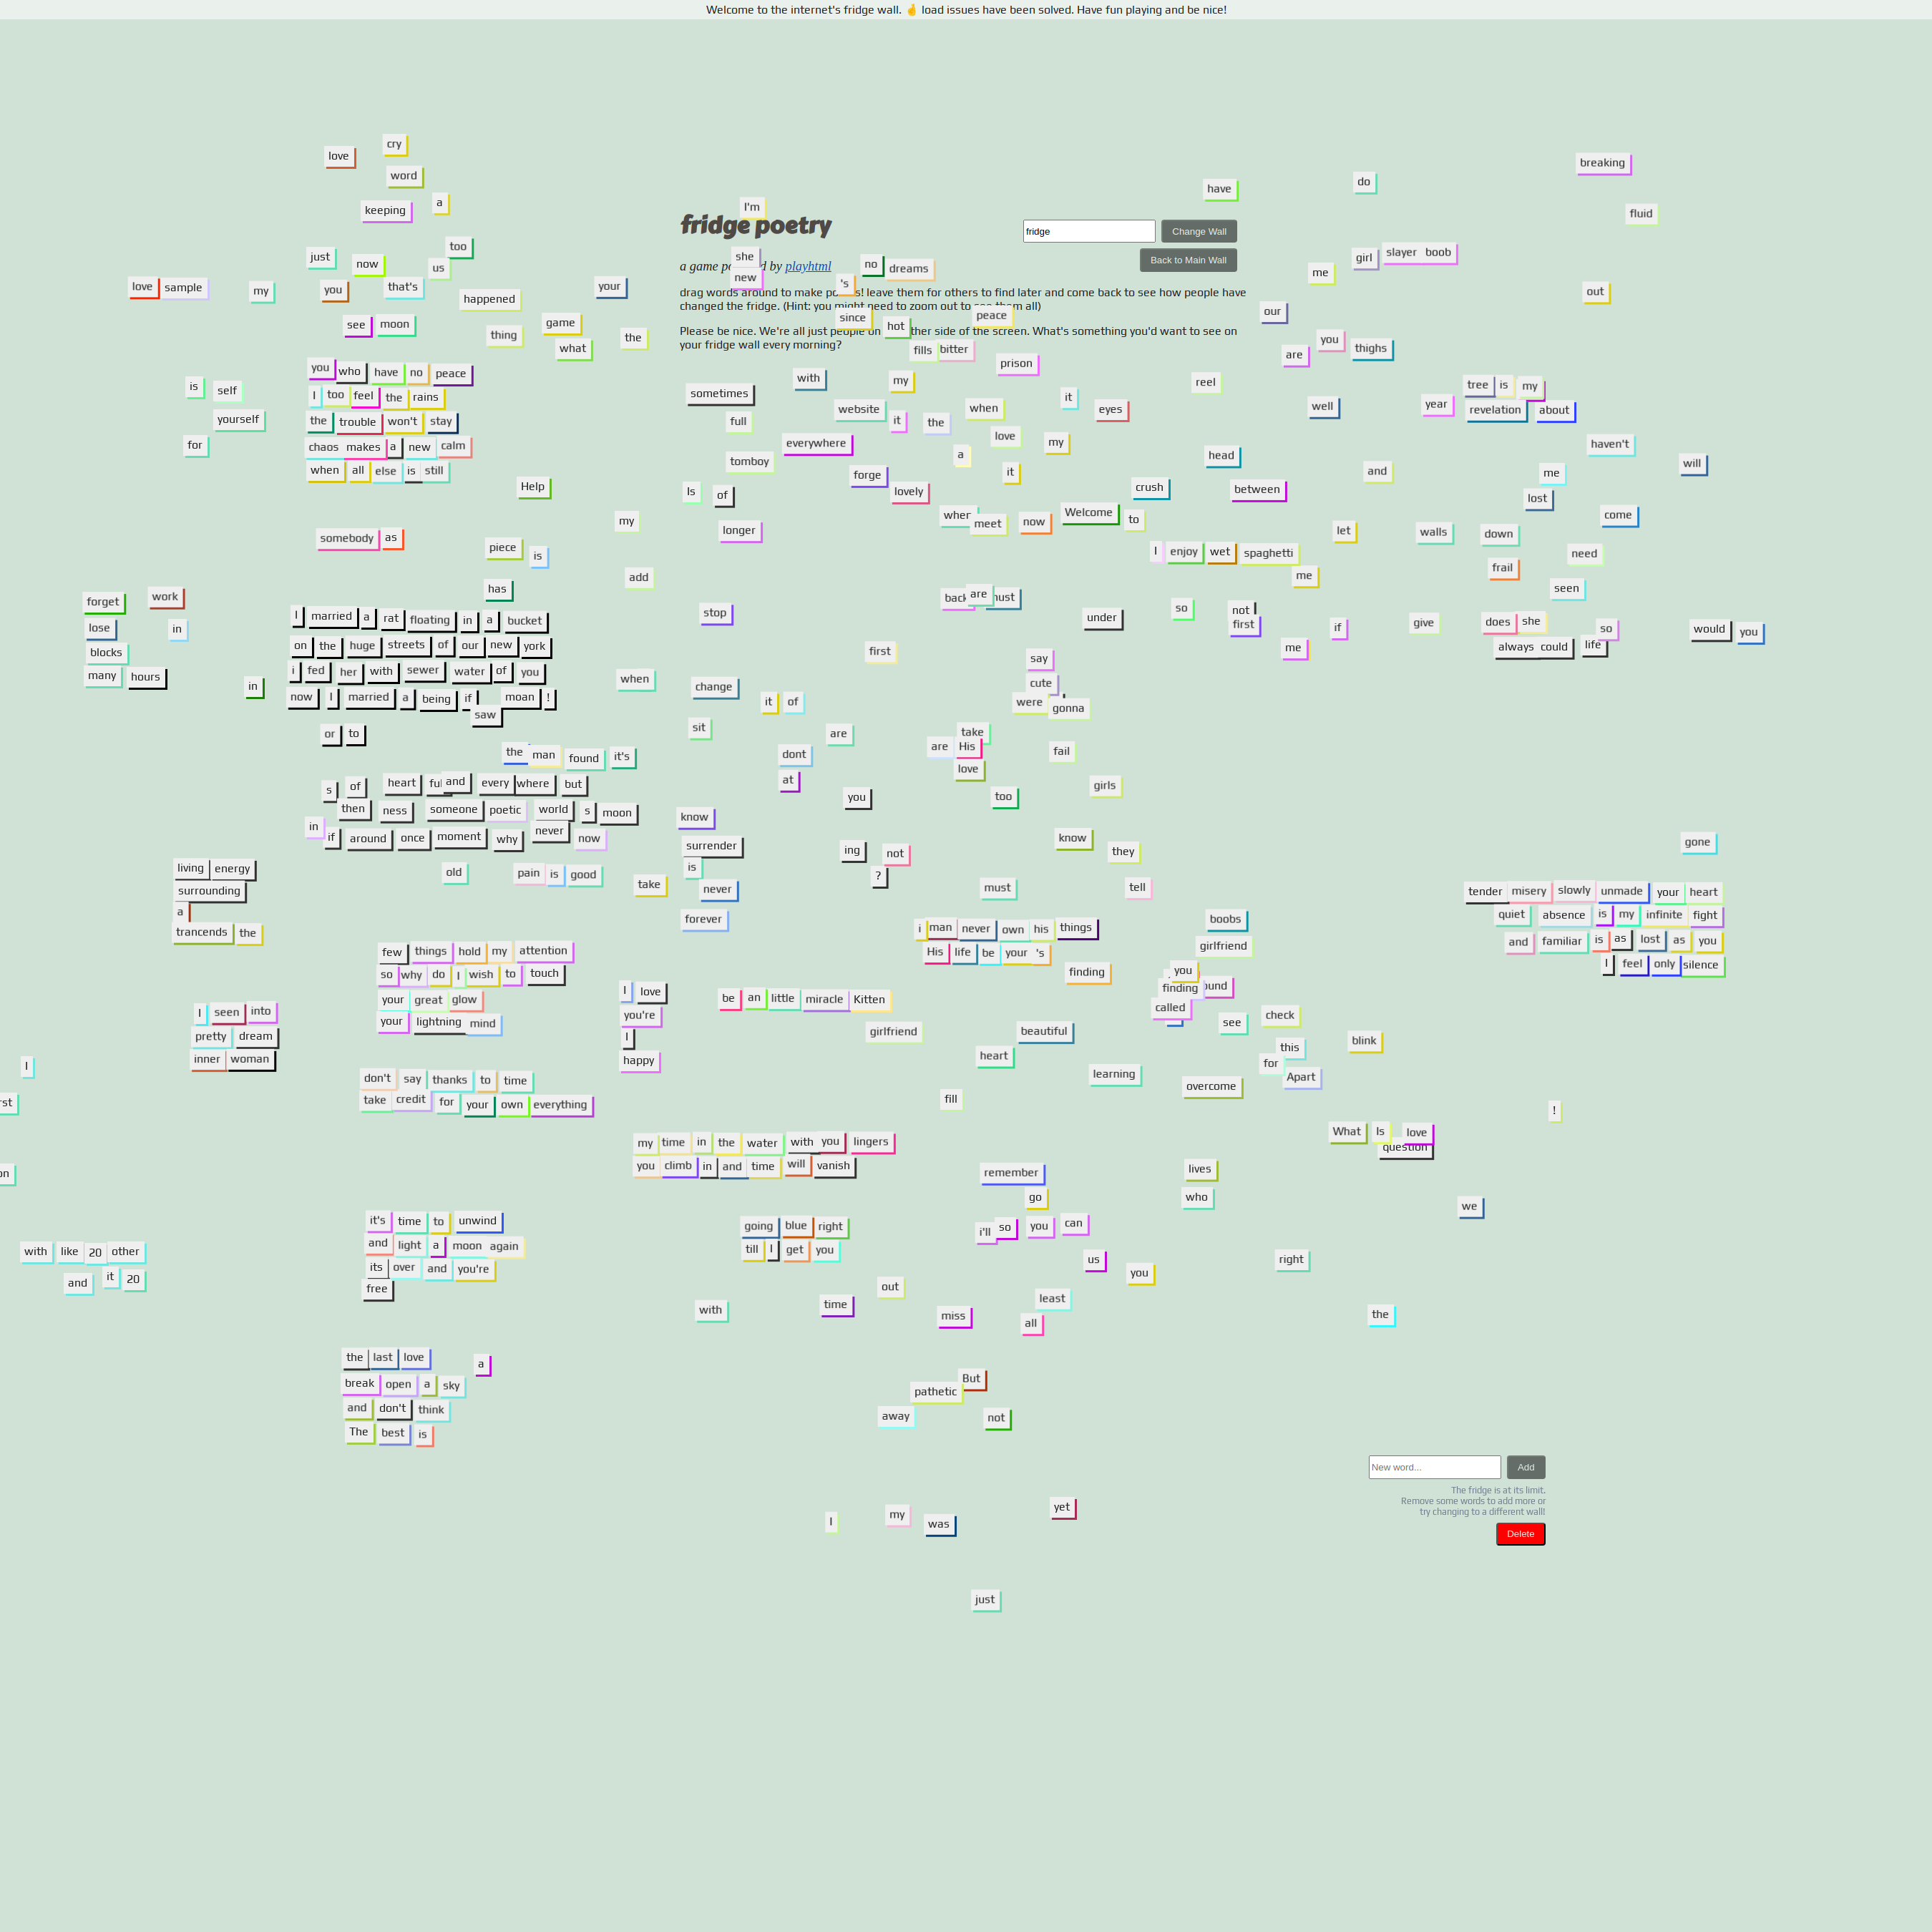 Welcome to the internet's fridge wall. 🤞 load issues have been solved. Have fun playing and be nice!
fridge poetry
fridge
Change Wall
Back to Main Wall
a game po d by playhtml
drag words around to make po s! leave them for others to find later and come back to see how people have
changed the fridge. (Hint: you might need to zoom out to see them all)
Please be nice. We're all just people on ther side of the screen. What's something you'd want to see on
your fridge wall every morning?
love
cry
word
keeping
a
too
just
now
us
you
that's
happened
your
love sample
my
see moon
thing
game
what
the
you who have no peace
I too feel the rains
the trouble won't stay
chaos makes a new calm
when all else is still
is
self
yourself
for
Help
somebody as
piece
is
has
my
add
forget
work
lose
in
blocks
many hours
in
I married a rat floating in a bucket
on the huge streets of our new york
i fed her with sewer water of you
now I married a being if moan !
saw
or to
the man found it's
s of heart and every where but
then ness someone poetic world s moon
in if around once moment why never now
old
pain is good
living energy
surrounding
a
trancends the
few things hold my attention
so why do I wish to touch
your great glow
your lightning mind
I seen into
pretty dream
inner woman
I
don't say thanks to time
take credit for your own everything
I love
you're
I
happy
with like 20 other
and it 20
it's time to unwind
and light a moon again
its over and you're
free
the last love
a
break open a sky
and don't think
The best is
I'm
she
new
's
no
dreams
since
hot
peace
fills
bitter
prison
with
my
sometimes
full
website
it
the
when
it
eyes
love
my
everywhere
a
it
tomboy
forge
lovely
Is
of
longer
meet
now
Welcome
to
crush
stop
are
under
first
when
change
it
of
say
cute
were
gonna
sit
are
dont
at
you
take
are
His
love
fail
too
girls
know
surrender
is
never
forever
take
ing
not
?
know
they
must
tell
i man never own his things
His life be your 's
be an little miracle Kitten
girlfriend
beautiful
heart
learning
fill
finding
boobs
girlfriend
you
finding
called
see
check
this
for
Apart
blink
overcome
my time in the water with you lingers
you climb in and time will vanish
going blue right
till I get you
remember
go
i'll
so
you
can
us
you
out
with
time
miss
least
all
lives
who
right
the
we
What Is love
question
!
have
do
breaking
fluid
girl
slayer
boob
me
our
out
you
are
thighs
reel
well
year
tree is my
revelation about
head
between
and
haven't
will
me
lost
come
let
walls
down
need
frail
seen
I enjoy wet spaghetti
me
so
not
first
me
if
give
does she
so
always could life
would you
gone
tender misery slowly unmade your heart
quiet absence is my infinite fight
and familiar is as lost as you
I feel only silence
But
pathetic
away
not
I
my
was
yet
just
New word...
Add
The fridge is at its limit.
Remove some words to add more or
try changing to a different wall!
Delete